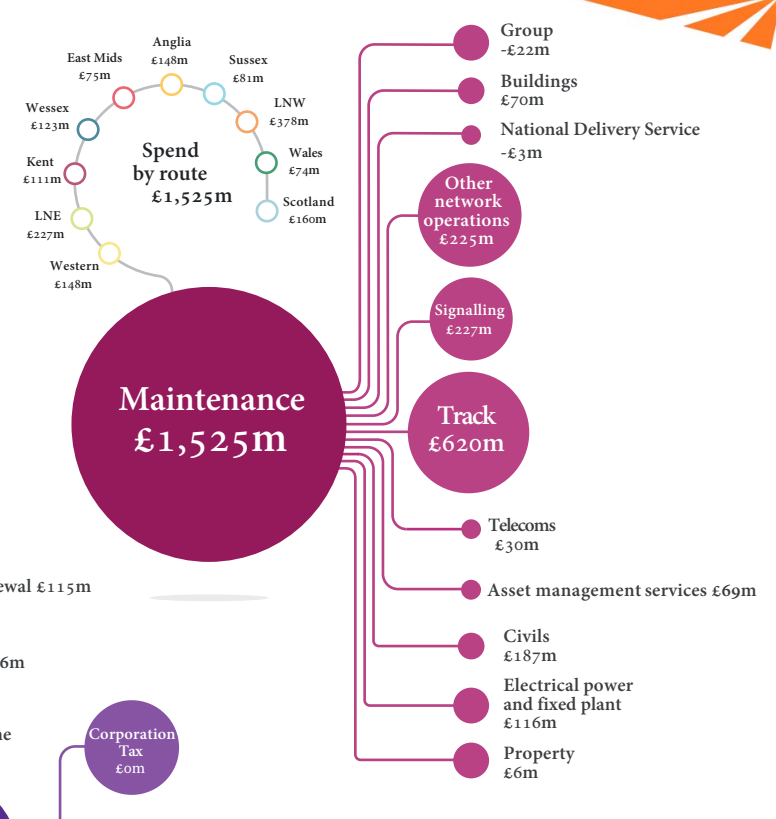 Anglia
£148m
East Mids
£75m
Sussex
£81m
Wessex
£123m
LNW
£378m
Kent
£111m
Spend
by route
£1,525m
Wales
£74m
LNE
£227m
Scotland
£160m
Western
£148m
Maintenance
£1,525m
Group
-£22m
Buildings
£70m
National Delivery Service
-£3m
Other
network
operations
£225m
Signalling
£227m
Track
£620m
Telecoms
£30m
Asset management services £69m
Civils
£187m
Electrical power
and fixed plant
£116m
Property
£6m
ewal £115m
6m
ne
Corporation
Tax
£0m